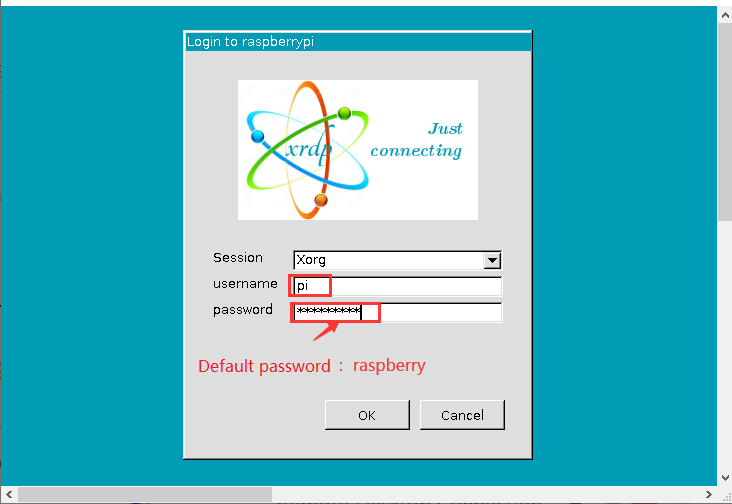 Login to raspberrypi
xrdp
Just
connecting
Session
Xorg
username
pi
password
*********
Default password : raspberry
OK
Cancel